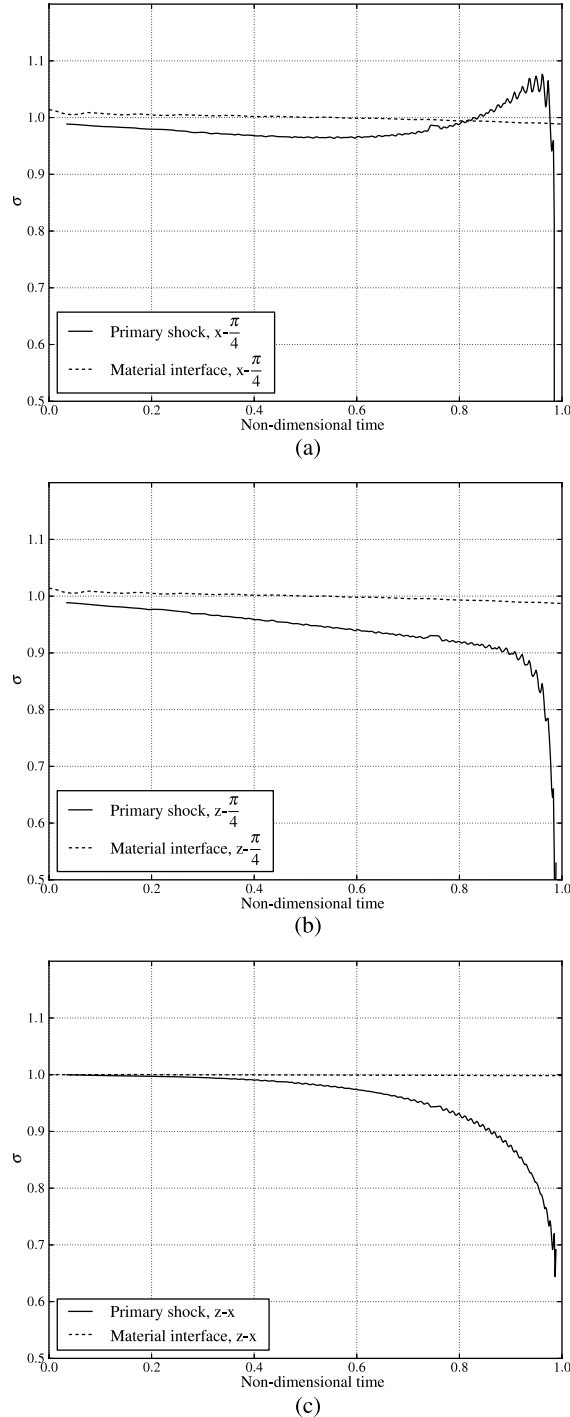 1.1
1.0
0.9
0.8
0.7
0.6
0.5
σ
Primary shock, x-π/4
Material interface, x-π/4
0.0 0.2 0.4 0.6 0.8 1.0
Non-dimensional time
(a)
1.1
1.0
0.9
0.8
0.7
0.6
0.5
σ
Primary shock, z-π/4
Material interface, z-π/4
0.0 0.2 0.4 0.6 0.8 1.0
Non-dimensional time
(b)
1.1
1.0
0.9
0.8
0.7
0.6
0.5
σ
Primary shock, z-x
Material interface, z-x
0.0 0.2 0.4 0.6 0.8 1.0
Non-dimensional time
(c)